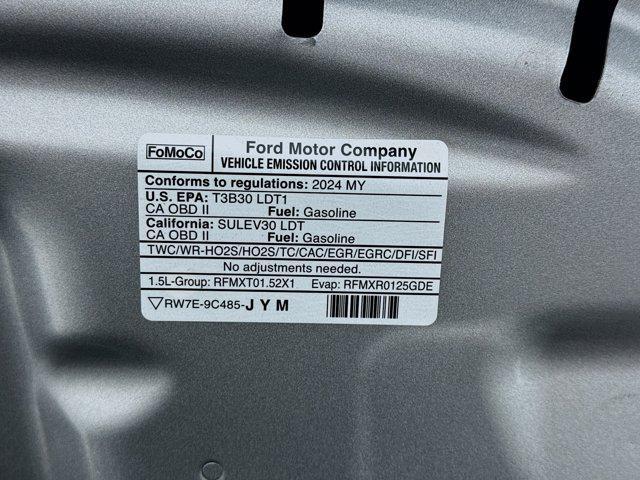 FoMoCo
Ford Motor Company
VEHICLE EMISSION CONTROL INFORMATION
Conforms to regulations: 2024 MY
U.S. EPA: T3B30 LDT1
CA OBD II Fuel: Gasoline
California: SULEV30 LDT
CA OBD II Fuel: Gasoline
TWC/WR-HO2S/HO2S/TC/CAC/EGR/EGRC/DFI/SFI
No adjustments needed.
1.5L-Group: RFMXT01.52X1 Evap: RFMXR0125GDE
RW7E-9C485-J Y M